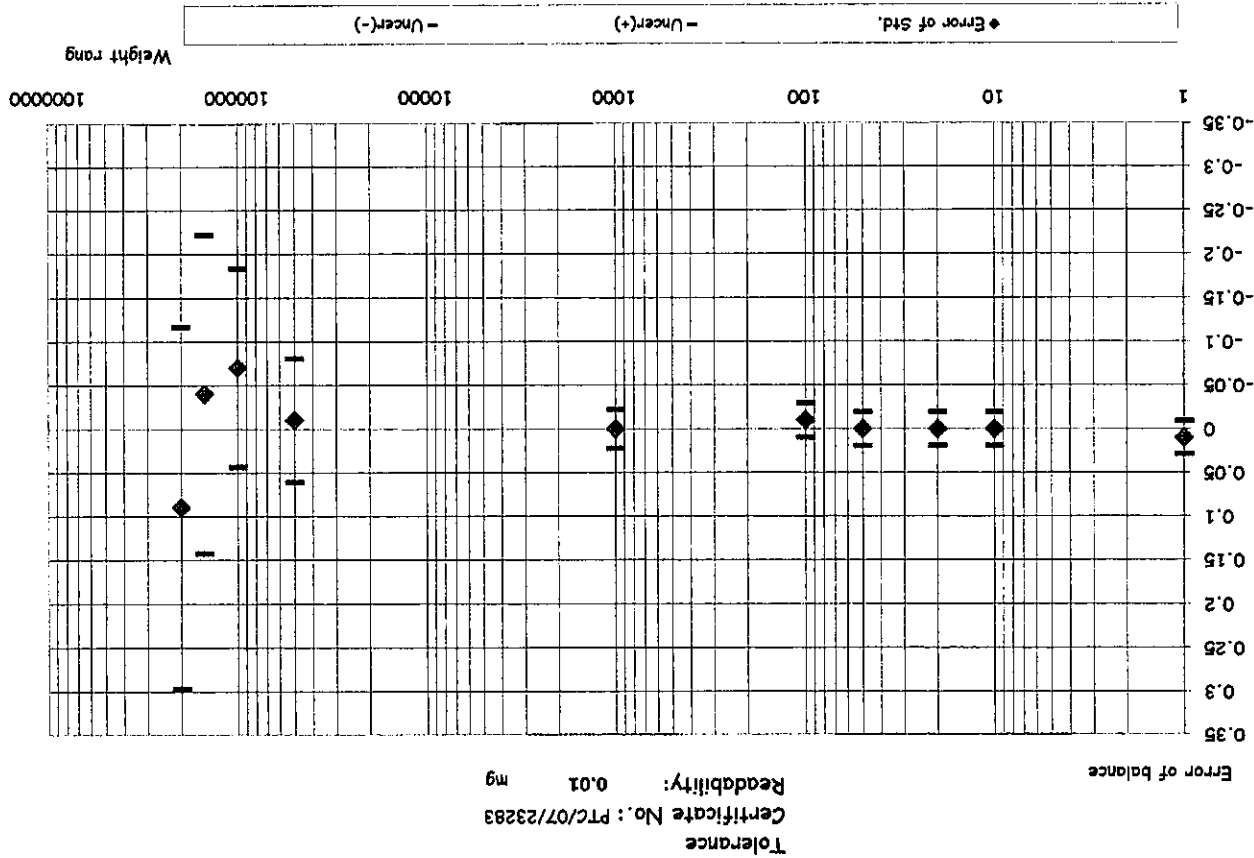 Tolerance
Certificate No.: PTC/07/23283
Readability: 0.01 mg
Error of balance
0.35
0.3
0.25
0.2
0.15
0.1
0.05
0
-0.05
-0.1
-0.15
-0.2
-0.25
-0.3
-0.35
1 10 100 1000 10000 100000 1000000
Weight rang
◆ Error of Std. – Uncer(+) – Uncer(-)